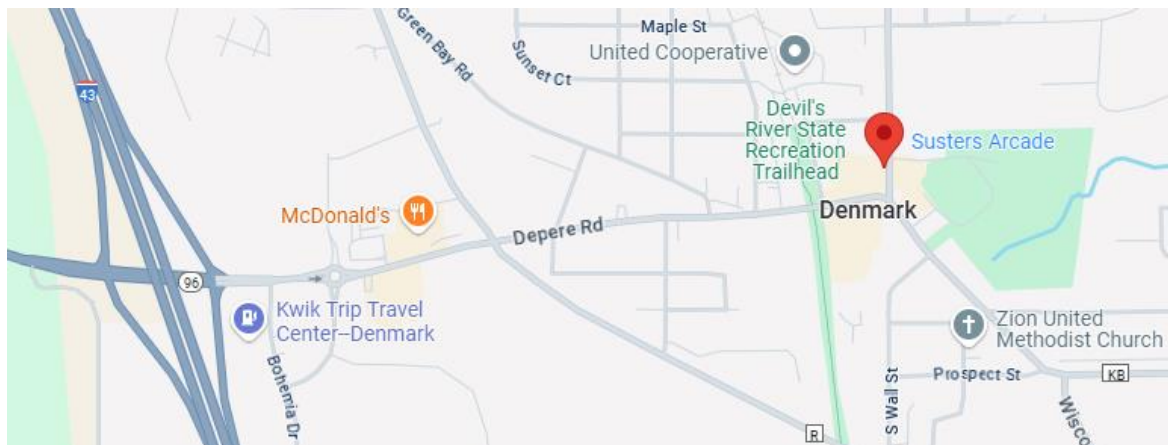 Maple St
Green Bay Rd
Sunset Ct
United Cooperative
43
Devil's
River State
Recreation
Trailhead
Susters Arcade
McDonald's
Depere Rd
Denmark
96
Kwik Trip Travel
Center--Denmark
Bohemia Dr
Zion United
Methodist Church
S Wall St
Prospect St
KB
Wisco
R